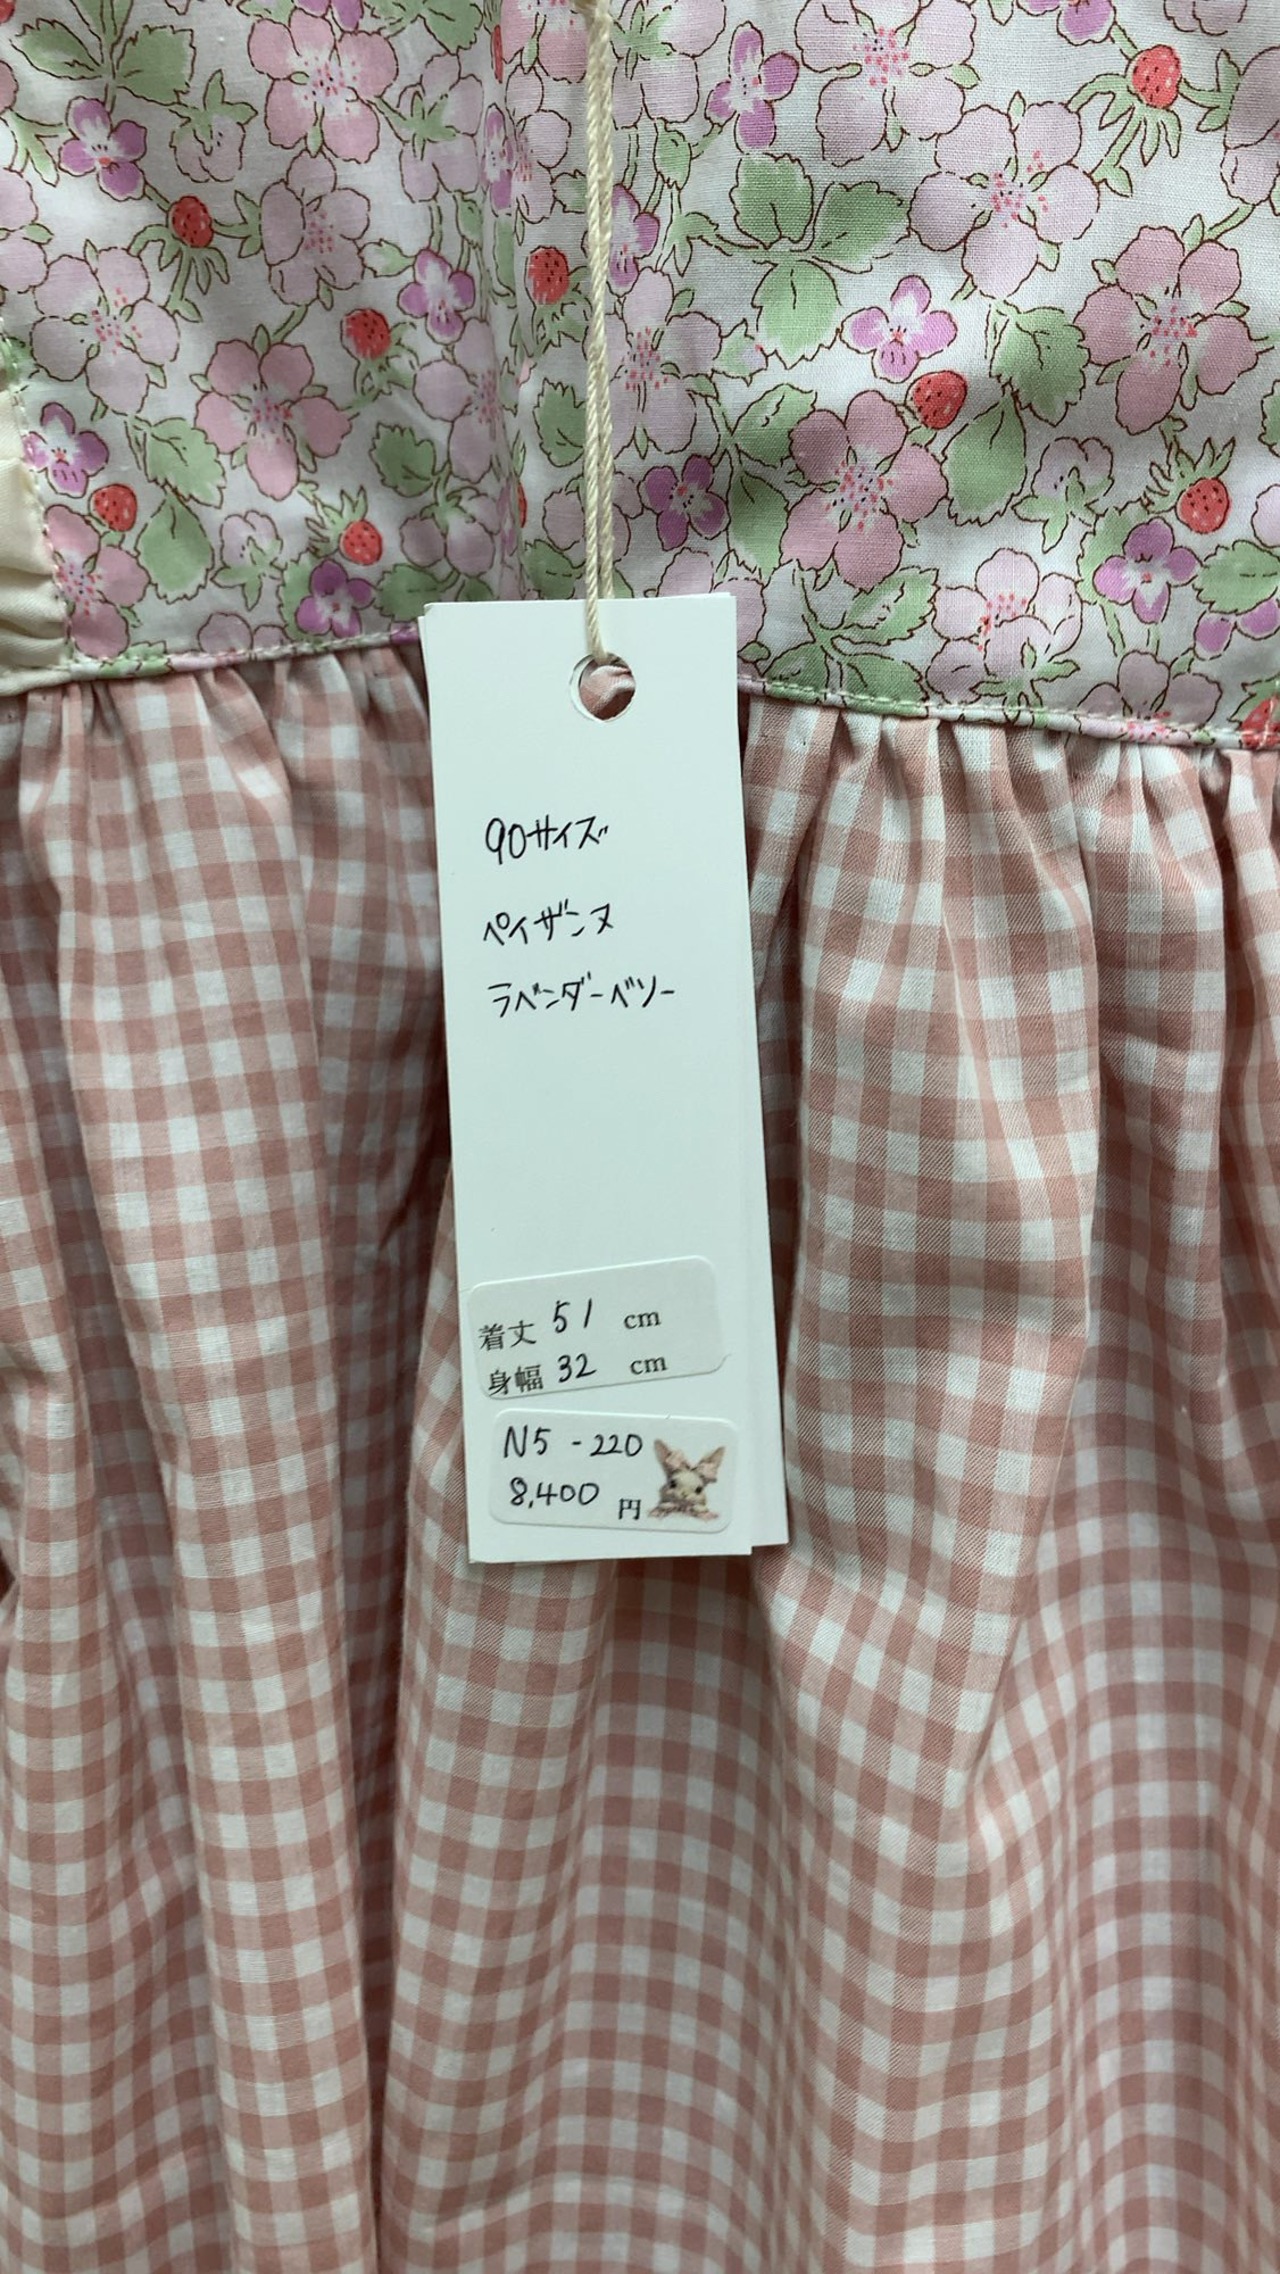 90サイズ
ペイザンヌ
ラベンダーベソー
着丈 51 cm
身幅 32 cm
N5-220
8,400 円